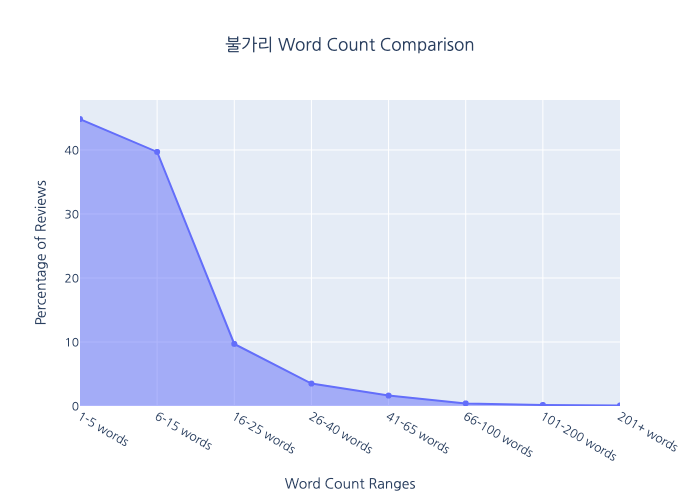 불가리 Word Count Comparison
Percentage of Reviews
40
30
20
10
0
1-5 words
6-15 words
16-25 words
26-40 words
41-65 words
66-100 words
101-200 words
201+ words
Word Count Ranges